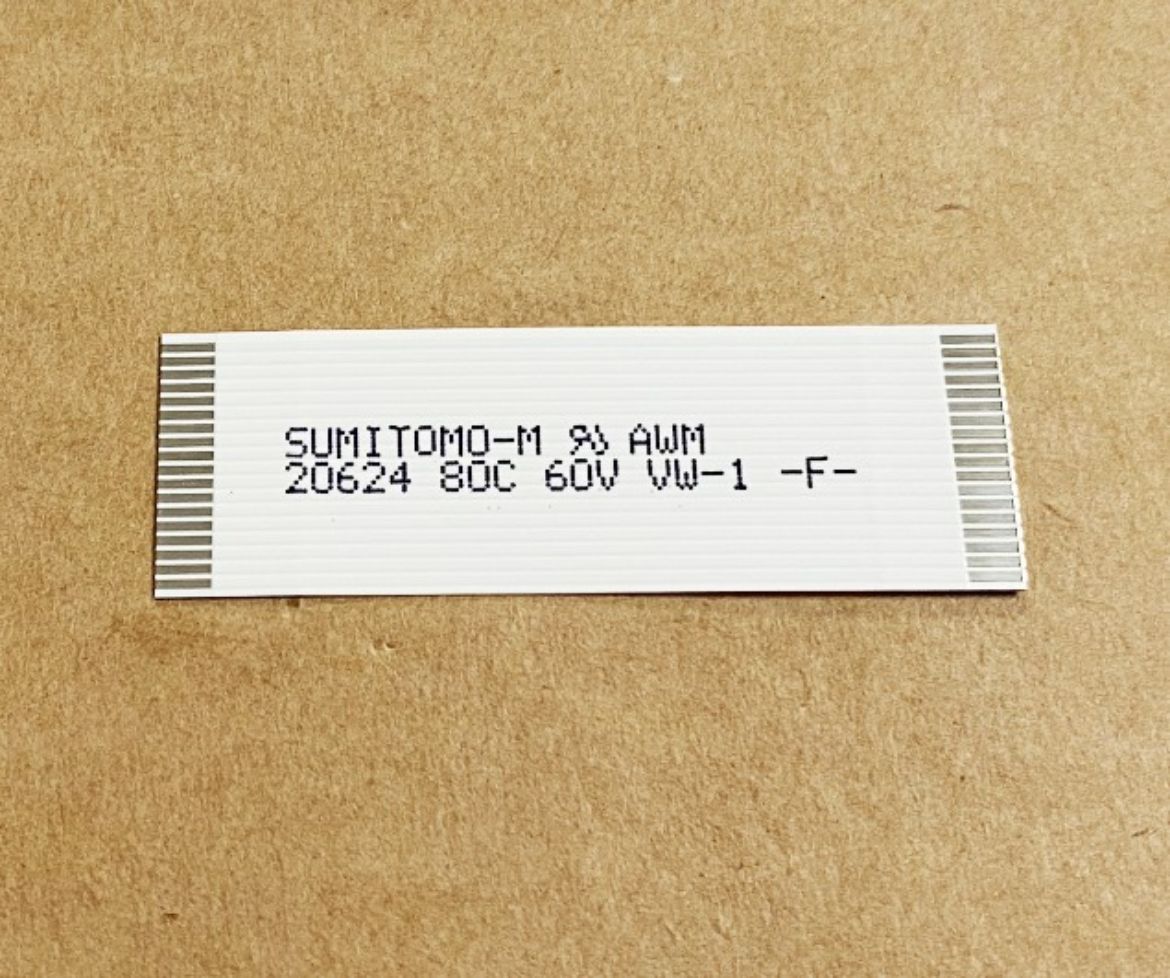 SUMITOMO-M AWM
20624 80C 60V VW-1 -F-